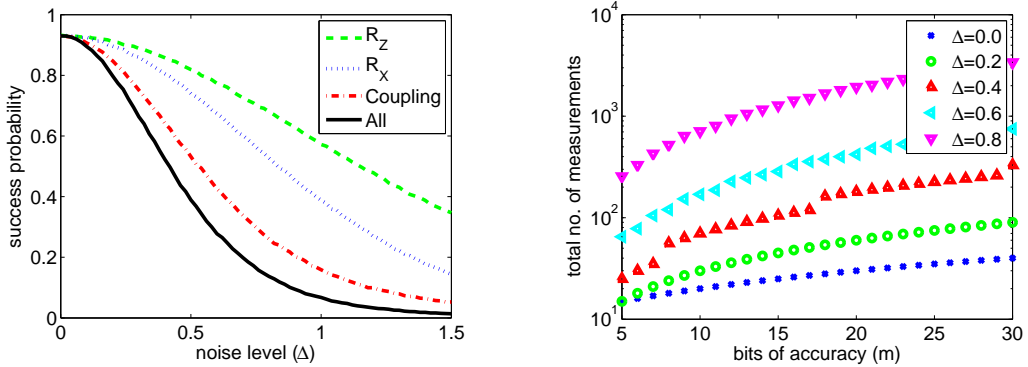 1
0.8
0.6
0.4
0.2
0
0
0.5
1
1.5
success probability
noise level (Δ)
R_Z
R_X
Coupling
All
10^4
10^3
10^2
10^1
5
10
15
20
25
30
total no. of measurements
bits of accuracy (m)
Δ=0.0
Δ=0.2
Δ=0.4
Δ=0.6
Δ=0.8